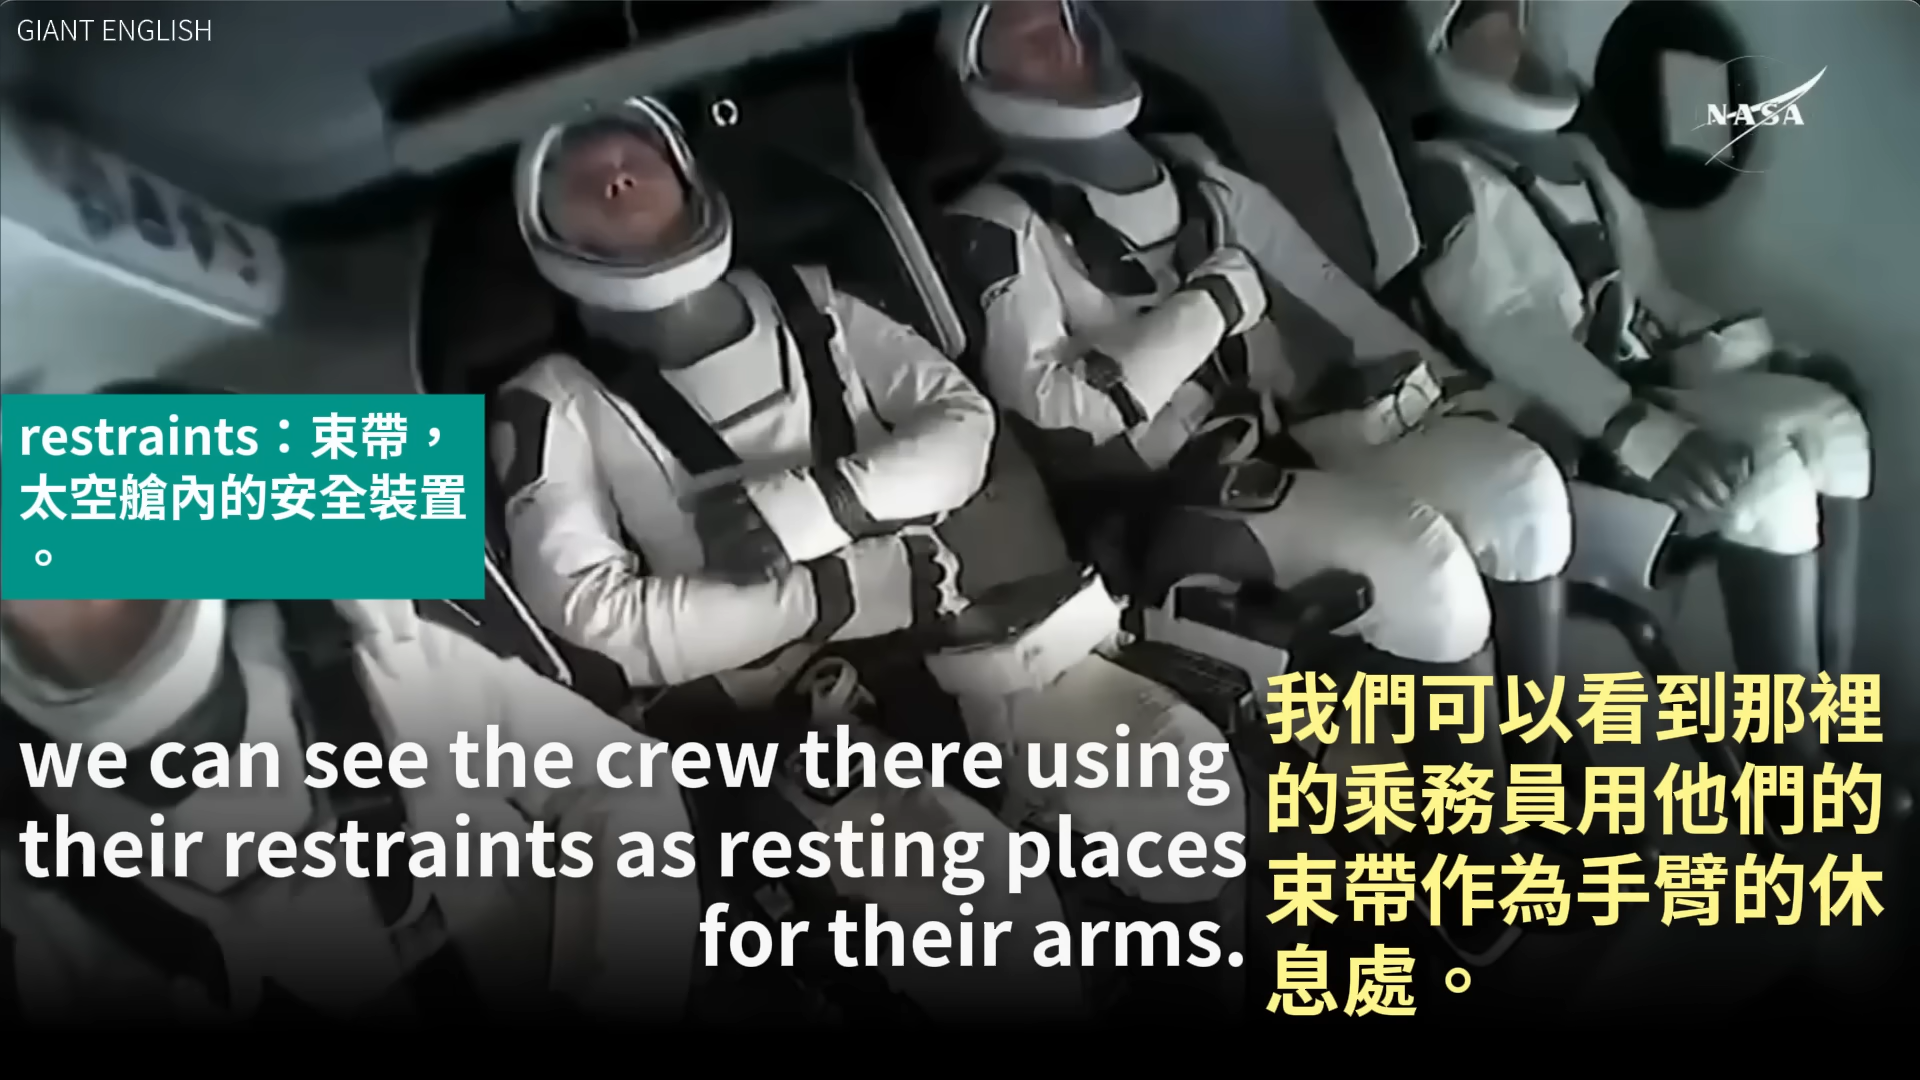 GIANT ENGLISH
NASA
restraints：束帶，
太空艙內的安全裝置
。
we can see the crew there using
their restraints as resting places
for their arms.
我們可以看到那裡
的乘務員用他們的
束帶作為手臂的休
息處。